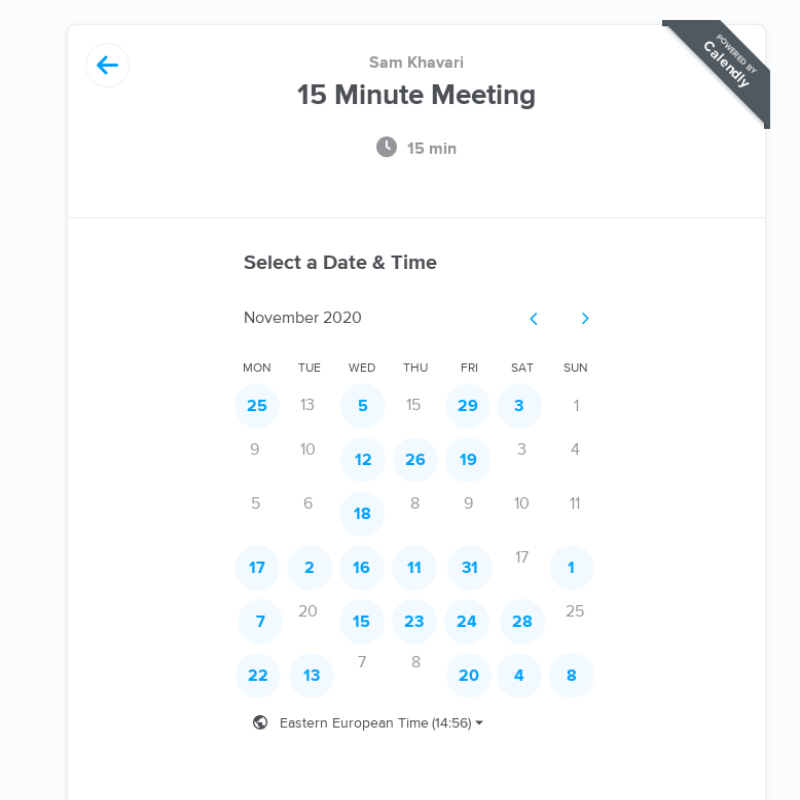 POWERED BY
Calendly
Sam Khavari
15 Minute Meeting
15 min
Select a Date & Time
November 2020
MON TUE WED THU FRI SAT SUN
25 13 5 15 29 3 1
9 10 12 26 19 3 4
5 6 18 8 9 10 11
17 2 16 11 31 17 1
7 20 15 23 24 28 25
22 13 7 8 20 4 8
Eastern European Time (14:56)